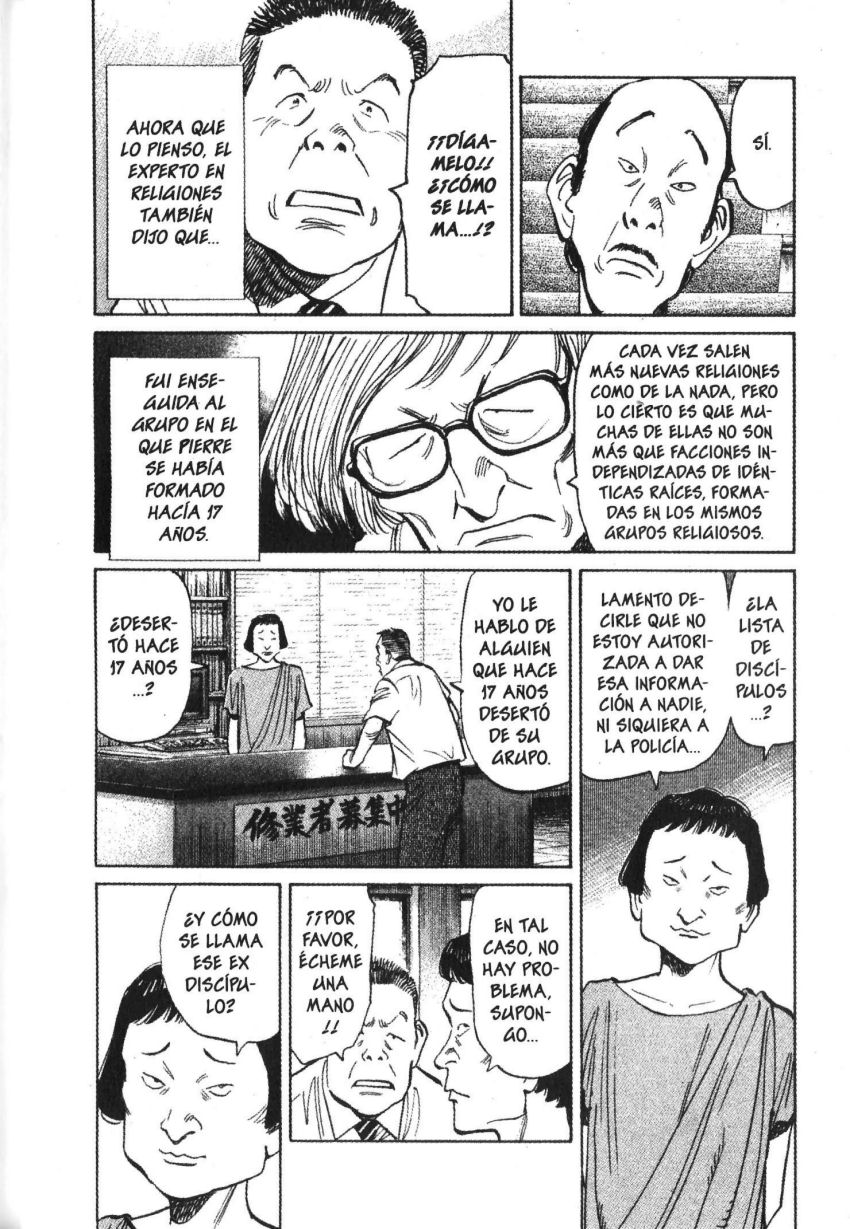 SÍ.
¡¡DÍGA-
MELO!!
¿¡CÓMO
SE LLA-
MA...!?
AHORA QUE
LO PIENSO, EL
EXPERTO EN
RELIGIONES
TAMBIÉN
DIJO QUE...
CADA VEZ SALEN
MÁS NUEVAS RELIGIONES
COMO DE LA NADA, PERO
LO CIERTO ES QUE MU-
CHAS DE ELLAS NO SON
MÁS QUE FACCIONES IN-
DEPENDIZADAS DE IDÉN-
TICAS RAÍCES, FORMA-
DAS EN LOS MISMOS
GRUPOS RELIGIOSOS.
FUI ENSE-
GUIDA AL
GRUPO EN EL
QUE PIERRE
SE HABÍA
FORMADO
HACÍA 17
AÑOS.
¿LA
LISTA
DE
DISCÍ-
PULOS
...?
LAMENTO DE-
CIRLE QUE NO
ESTOY AUTORI-
ZADA A DAR
ESA INFORMA-
CIÓN A NADIE,
NI SIQUIERA A
LA POLICÍA...
YO LE
HABLO DE
ALGUIEN
QUE HACE
17 AÑOS
DESERTÓ
DE SU
GRUPO.
¿DESER-
TÓ HACE
17 AÑOS
...?
修業者募集中
EN TAL
CASO, NO
HAY PRO-
BLEMA,
SUPON-
GO...
¡¡POR
FAVOR,
ÉCHEME
UNA
MANO
!!
¿Y CÓMO
SE LLAMA
ESE EX
DISCÍPU-
LO?